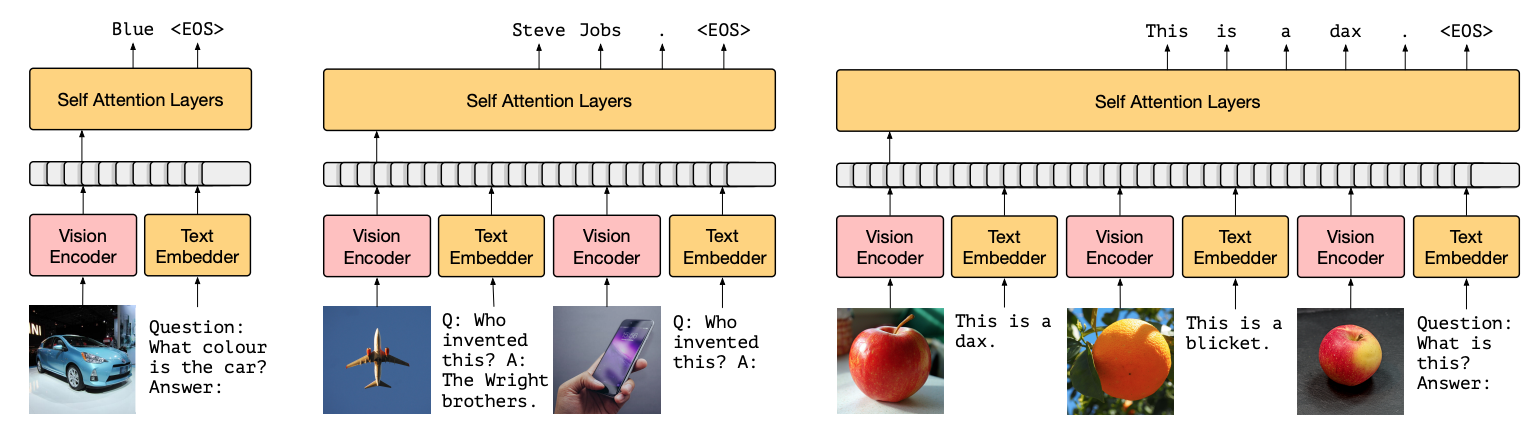 Blue <EOS>
Self Attention Layers
Vision
Encoder
Text
Embedder
Question:
What colour
is the car?
Answer:
Steve Jobs . <EOS>
Self Attention Layers
Vision
Encoder
Text
Embedder
Vision
Encoder
Text
Embedder
Q: Who
invented
this? A:
The Wright
brothers.
Q: Who
invented
this? A:
This is a dax . <EOS>
Self Attention Layers
Vision
Encoder
Text
Embedder
Vision
Encoder
Text
Embedder
Vision
Encoder
Text
Embedder
This is a
dax.
This is a
blicket.
Question:
What is
this?
Answer: